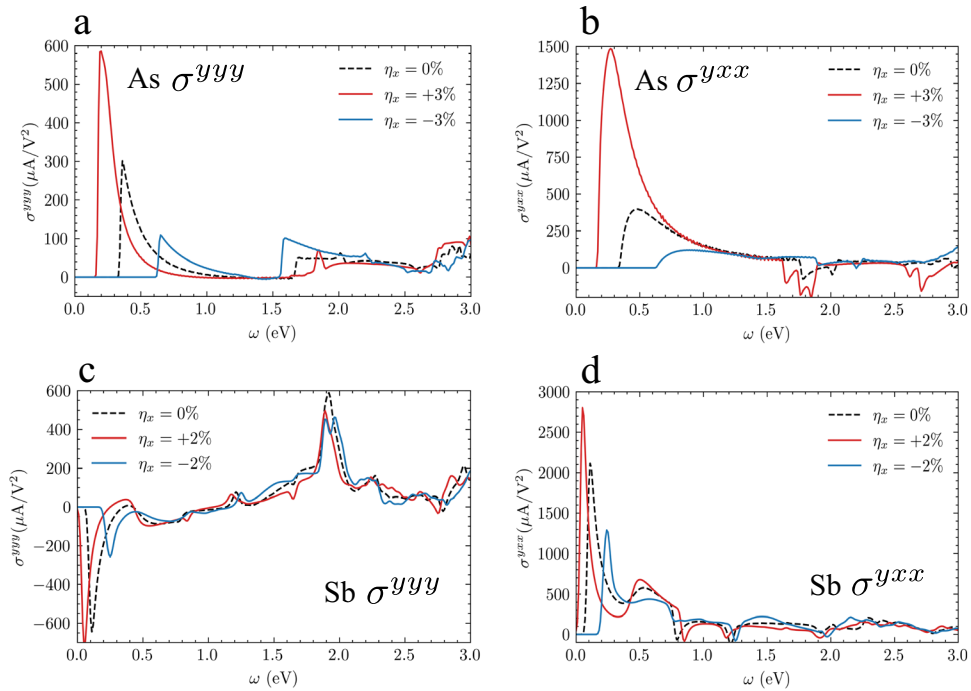 a
As σ^{yyy}
η_x = 0%
η_x = +3%
η_x = −3%
σ^{yyy}(μA/V²)
600
500
400
300
200
100
0
0.0 0.5 1.0 1.5 2.0 2.5 3.0
ω (eV)
b
As σ^{yxx}
η_x = 0%
η_x = +3%
η_x = −3%
σ^{yxx}(μA/V²)
1500
1250
1000
750
500
250
0
0.0 0.5 1.0 1.5 2.0 2.5 3.0
ω (eV)
c
η_x = 0%
η_x = +2%
η_x = −2%
Sb σ^{yyy}
σ^{yyy}(μA/V²)
600
400
200
0
−200
−400
−600
0.0 0.5 1.0 1.5 2.0 2.5 3.0
ω (eV)
d
η_x = 0%
η_x = +2%
η_x = −2%
Sb σ^{yxx}
σ^{yxx}(μA/V²)
3000
2500
2000
1500
1000
500
0
0.0 0.5 1.0 1.5 2.0 2.5 3.0
ω (eV)